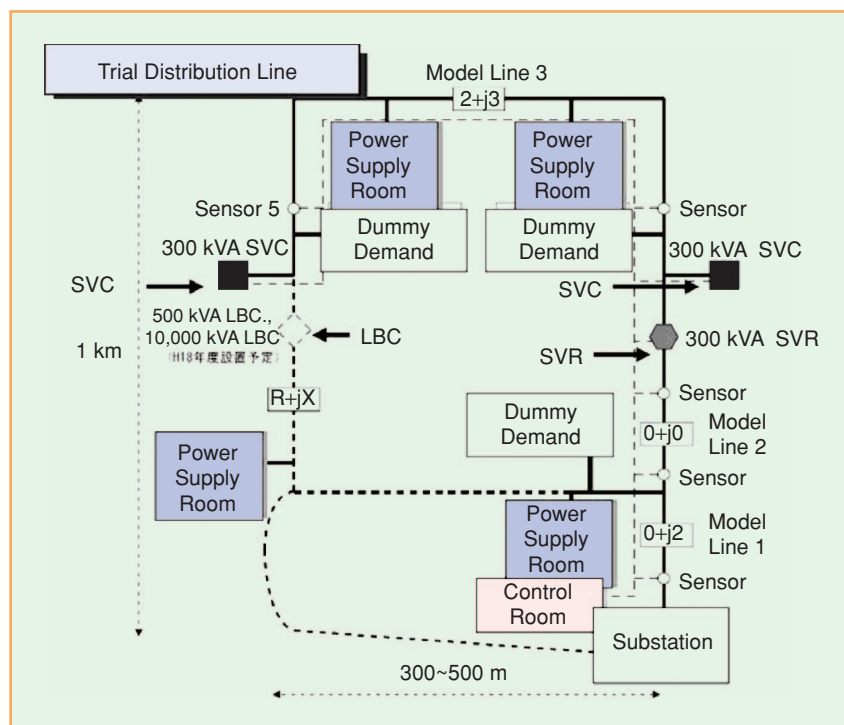 Trial Distribution Line
Model Line 3
2+j3
Power
Supply
Room
Power
Supply
Room
Sensor 5
Dummy
Demand
Dummy
Demand
Sensor
300 kVA SVC
300 kVA SVC
SVC
SVC
500 kVA LBC.,
10,000 kVA LBC
(H18年度設置予定)
LBC
300 kVA SVR
SVR
1 km
R+jX
Sensor
Dummy
Demand
0+j0
Model
Line 2
Power
Supply
Room
Sensor
Power
Supply
Room
0+j2
Model
Line 1
Control
Room
Sensor
Substation
300~500 m